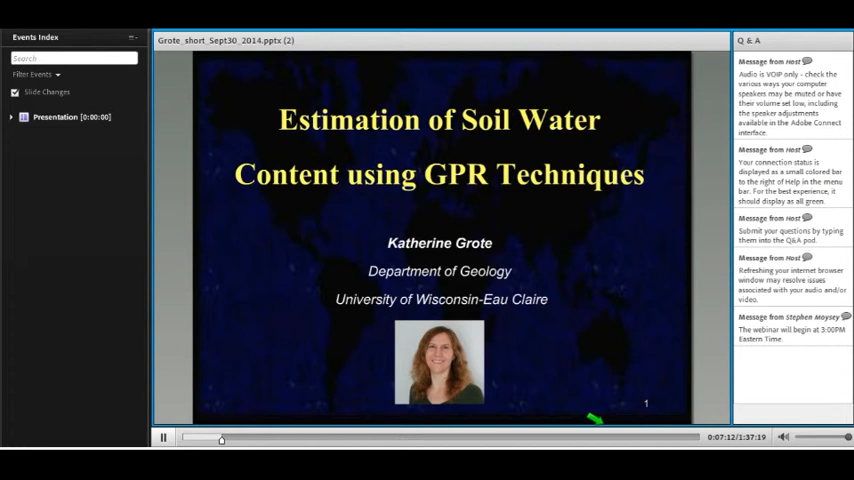 Events Index
Search
Filter Events
Slide Changes
Presentation [0:00:00]
Grote_short_Sept30_2014.pptx (2)
Estimation of Soil Water
Content using GPR Techniques
Katherine Grote
Department of Geology
University of Wisconsin-Eau Claire
1
0:07:12/1:37:19
Q & A
Message from Host
Audio is VOIP only - check the
various ways your computer
speakers may be muted or have
their volume set low, including
the speaker adjustments
available in the Adobe Connect
interface.
Message from Host
Your connection status is
displayed as a small colored bar
to the right of Help in the menu
bar. For the best experience, it
should display as all green.
Message from Host
Submit your questions by typing
them into the Q&A pod.
Message from Host
Refreshing your internet browser
window may resolve issues
associated with your audio and/or
video.
Message from Stephen Moysey
The webinar will begin at 3:00PM
Eastern Time.